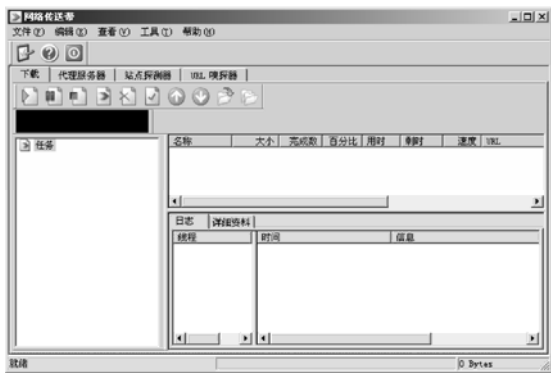 网络传送带
文件(F) 编辑(E) 查看(V) 工具(T) 帮助(H)
下载 代理服务器 站点探测器 URL 嗅探器
任务
名称 大小 完成数 百分比 用时 剩时 速度 URL
日志 详细资料
线程 时间 信息
就绪 0 Bytes